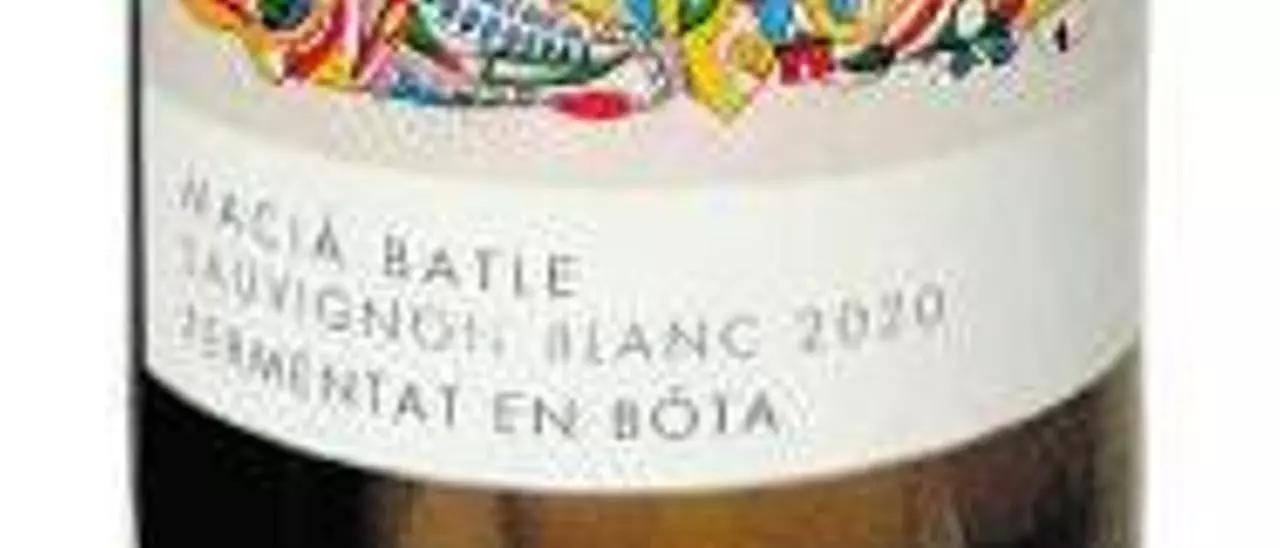 MACIÀ BATLE
SAUVIGNON BLANC 2020
FERMENTAT EN BÓTA